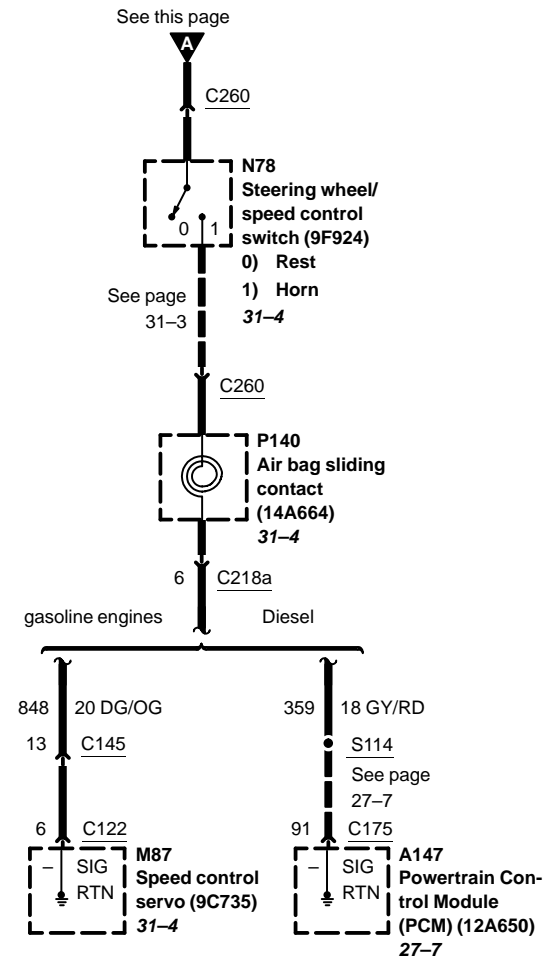 See this page
A
C260
N78
Steering wheel/
speed control
switch (9F924)
0) Rest
1) Horn
31–4
0 1
See page
31–3
C260
P140
Air bag sliding
contact
(14A664)
31–4
6 C218a
gasoline engines Diesel
848 20 DG/OG
13 C145
6 C122
– SIG
RTN
M87
Speed control
servo (9C735)
31–4
359 18 GY/RD
S114
See page
27–7
91 C175
– SIG
RTN
A147
Powertrain Con-
trol Module
(PCM) (12A650)
27–7